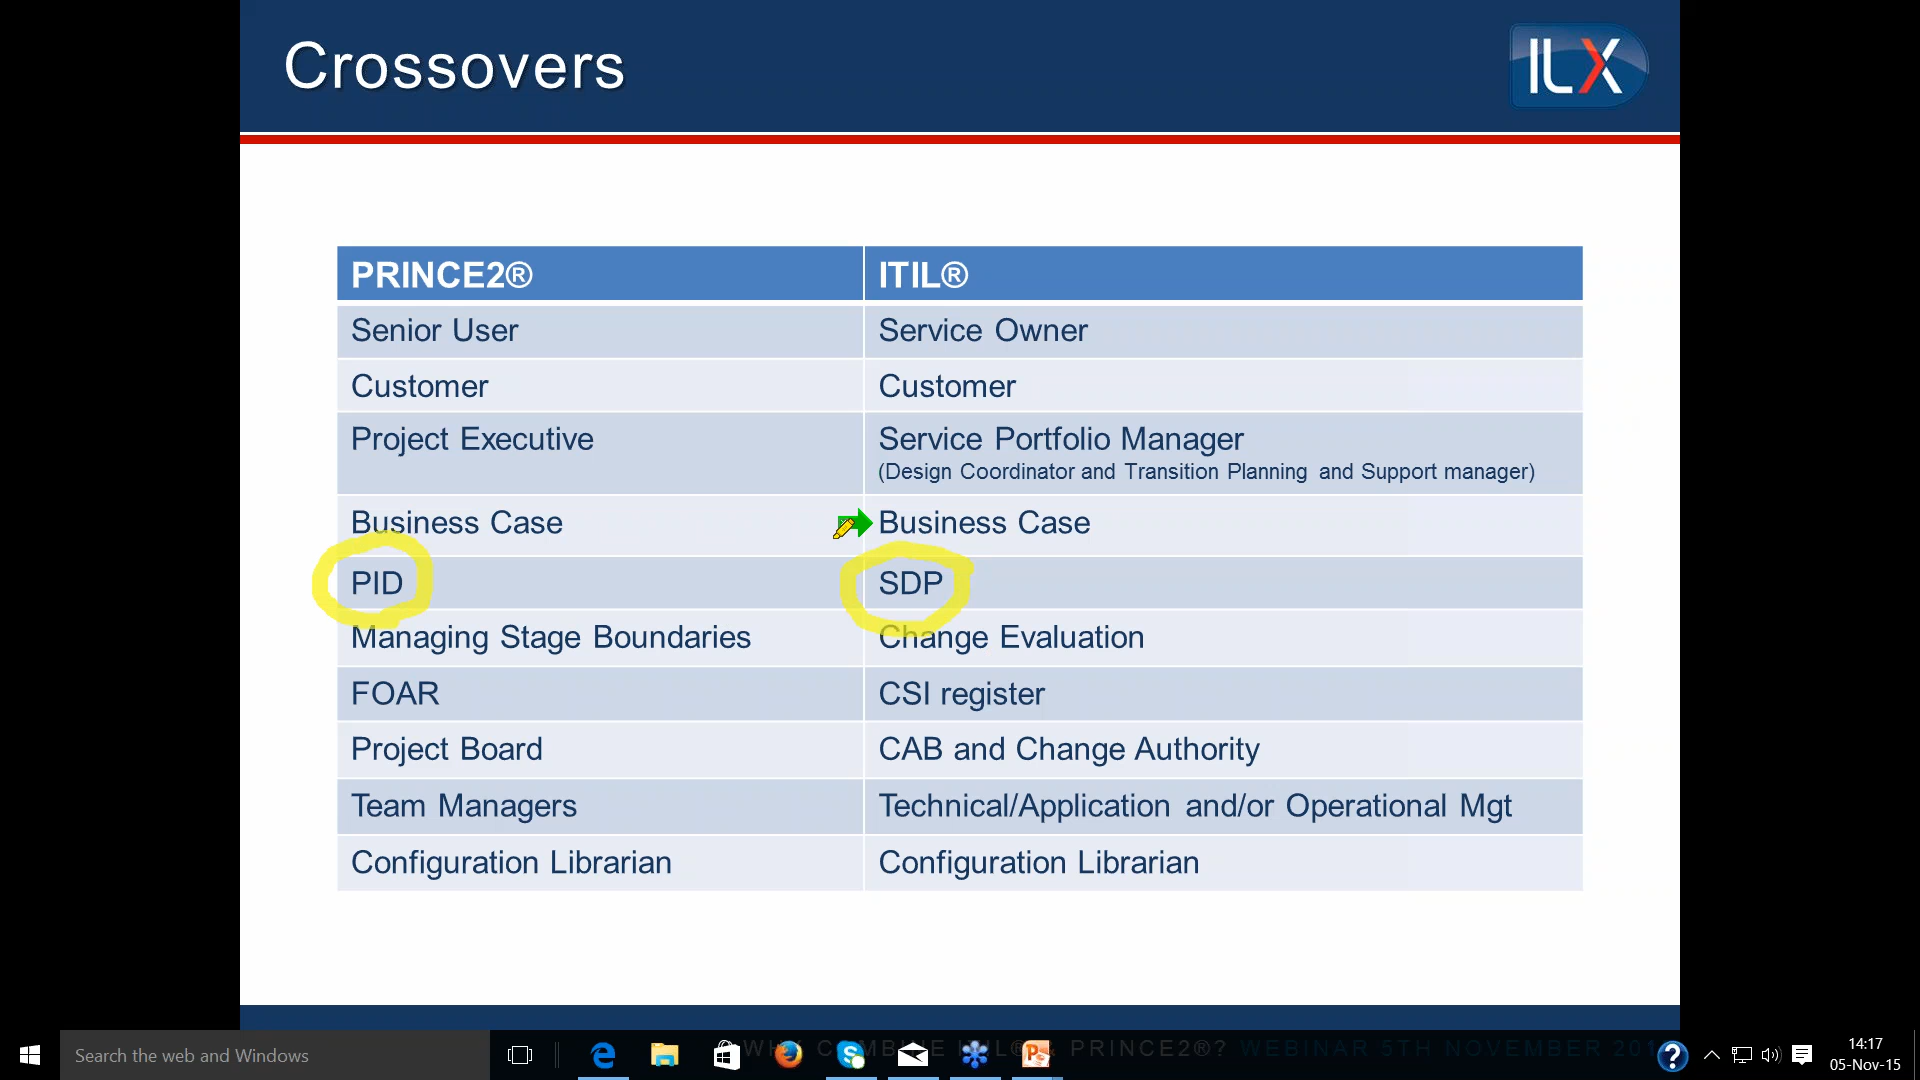 Crossovers
ILX
PRINCE2® ITIL®
Senior User Service Owner
Customer Customer
Project Executive Service Portfolio Manager
(Design Coordinator and Transition Planning and Support manager)
Business Case Business Case
PID SDP
Managing Stage Boundaries Change Evaluation
FOAR CSI register
Project Board CAB and Change Authority
Team Managers Technical/Application and/or Operational Mgt
Configuration Librarian Configuration Librarian
Search the web and Windows
& PRINCE2®? WEBINAR 5TH NOVEMBER
14:17
05-Nov-15